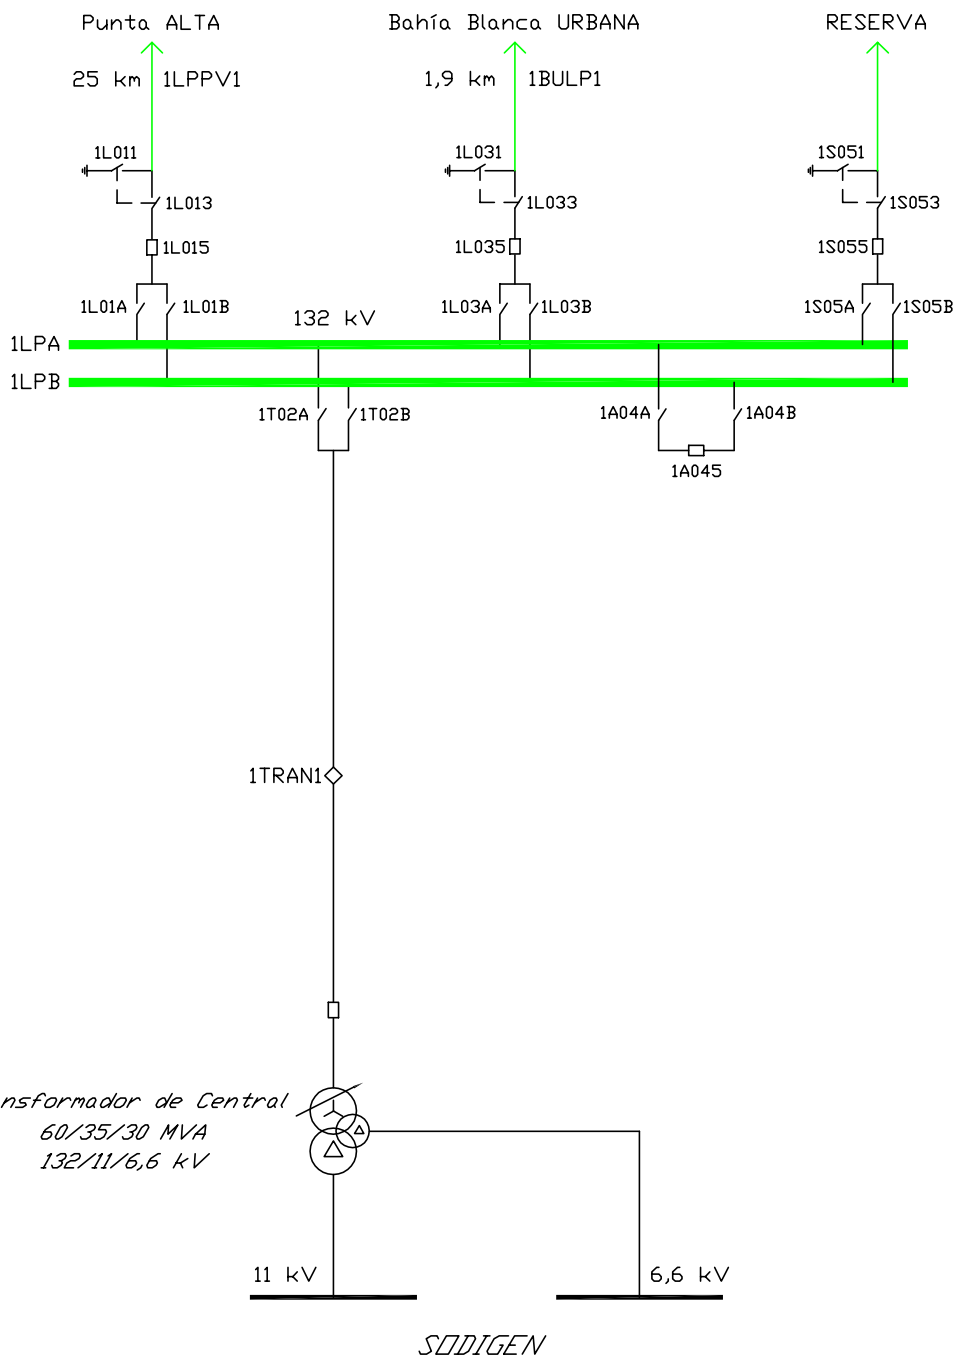 Punta ALTA
Bahía Blanca URBANA
RESERVA
25 km 1LPPV1
1,9 km 1BULP1
1L011
1L031
1S051
1L013
1L033
1S053
1L015
1L035
1S055
1L01A 1L01B
1L03A 1L03B
1S05A 1S05B
132 kV
1LPA
1LPB
1T02A 1T02B
1A04A 1A04B
1A045
1TRAN1
nsformador de Central
60/35/30 MVA
132/11/6,6 kV
11 kV
6,6 kV
SODIGEN